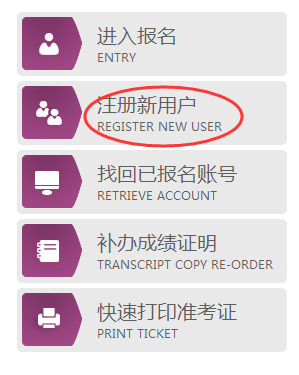 进入报名
ENTRY
注册新用户
REGISTER NEW USER
找回已报名账号
RETRIEVE ACCOUNT
补办成绩证明
TRANSCRIPT COPY RE-ORDER
快速打印准考证
PRINT TICKET